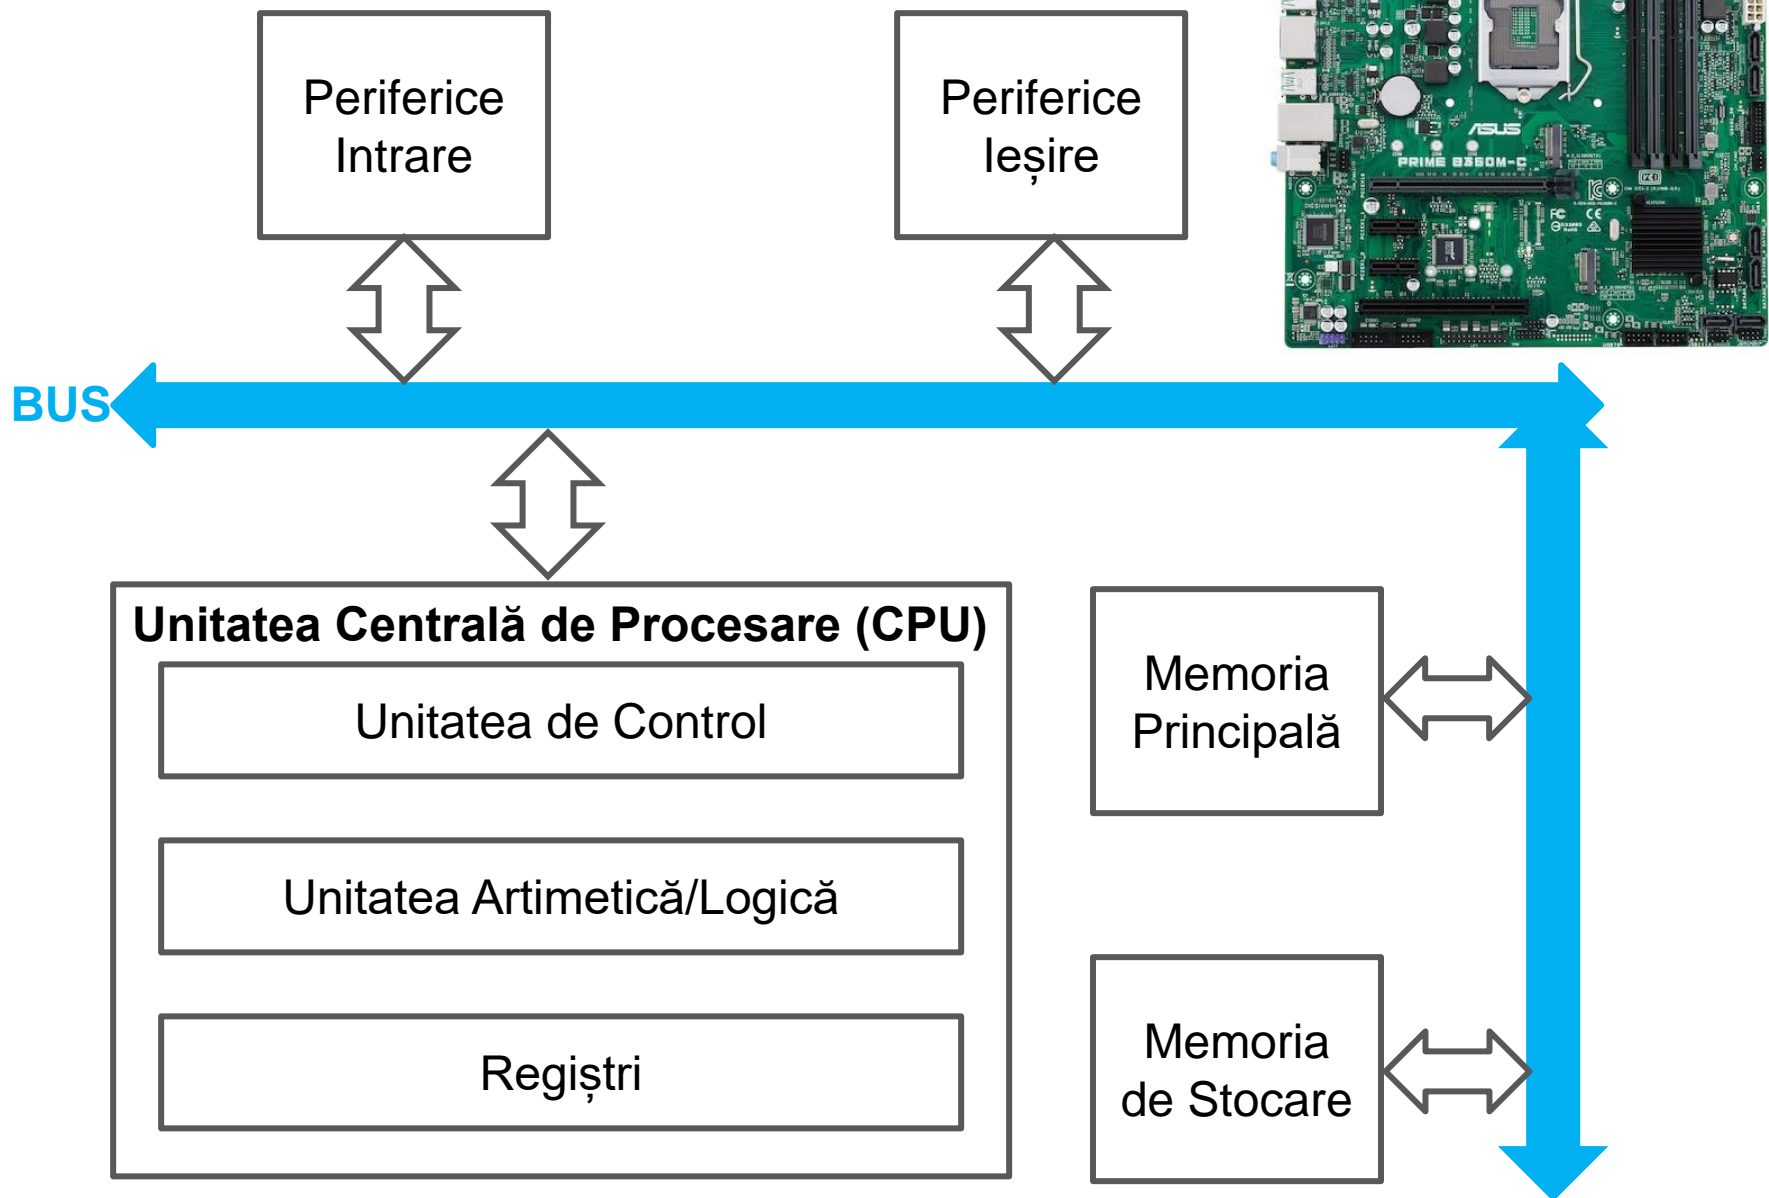 Periferice
Intrare
Periferice
Ieșire
ASUS
PRIME B360M-C
BUS
Unitatea Centrală de Procesare (CPU)
Unitatea de Control
Unitatea Artimetică/Logică
Regiștri
Memoria
Principală
Memoria
de Stocare